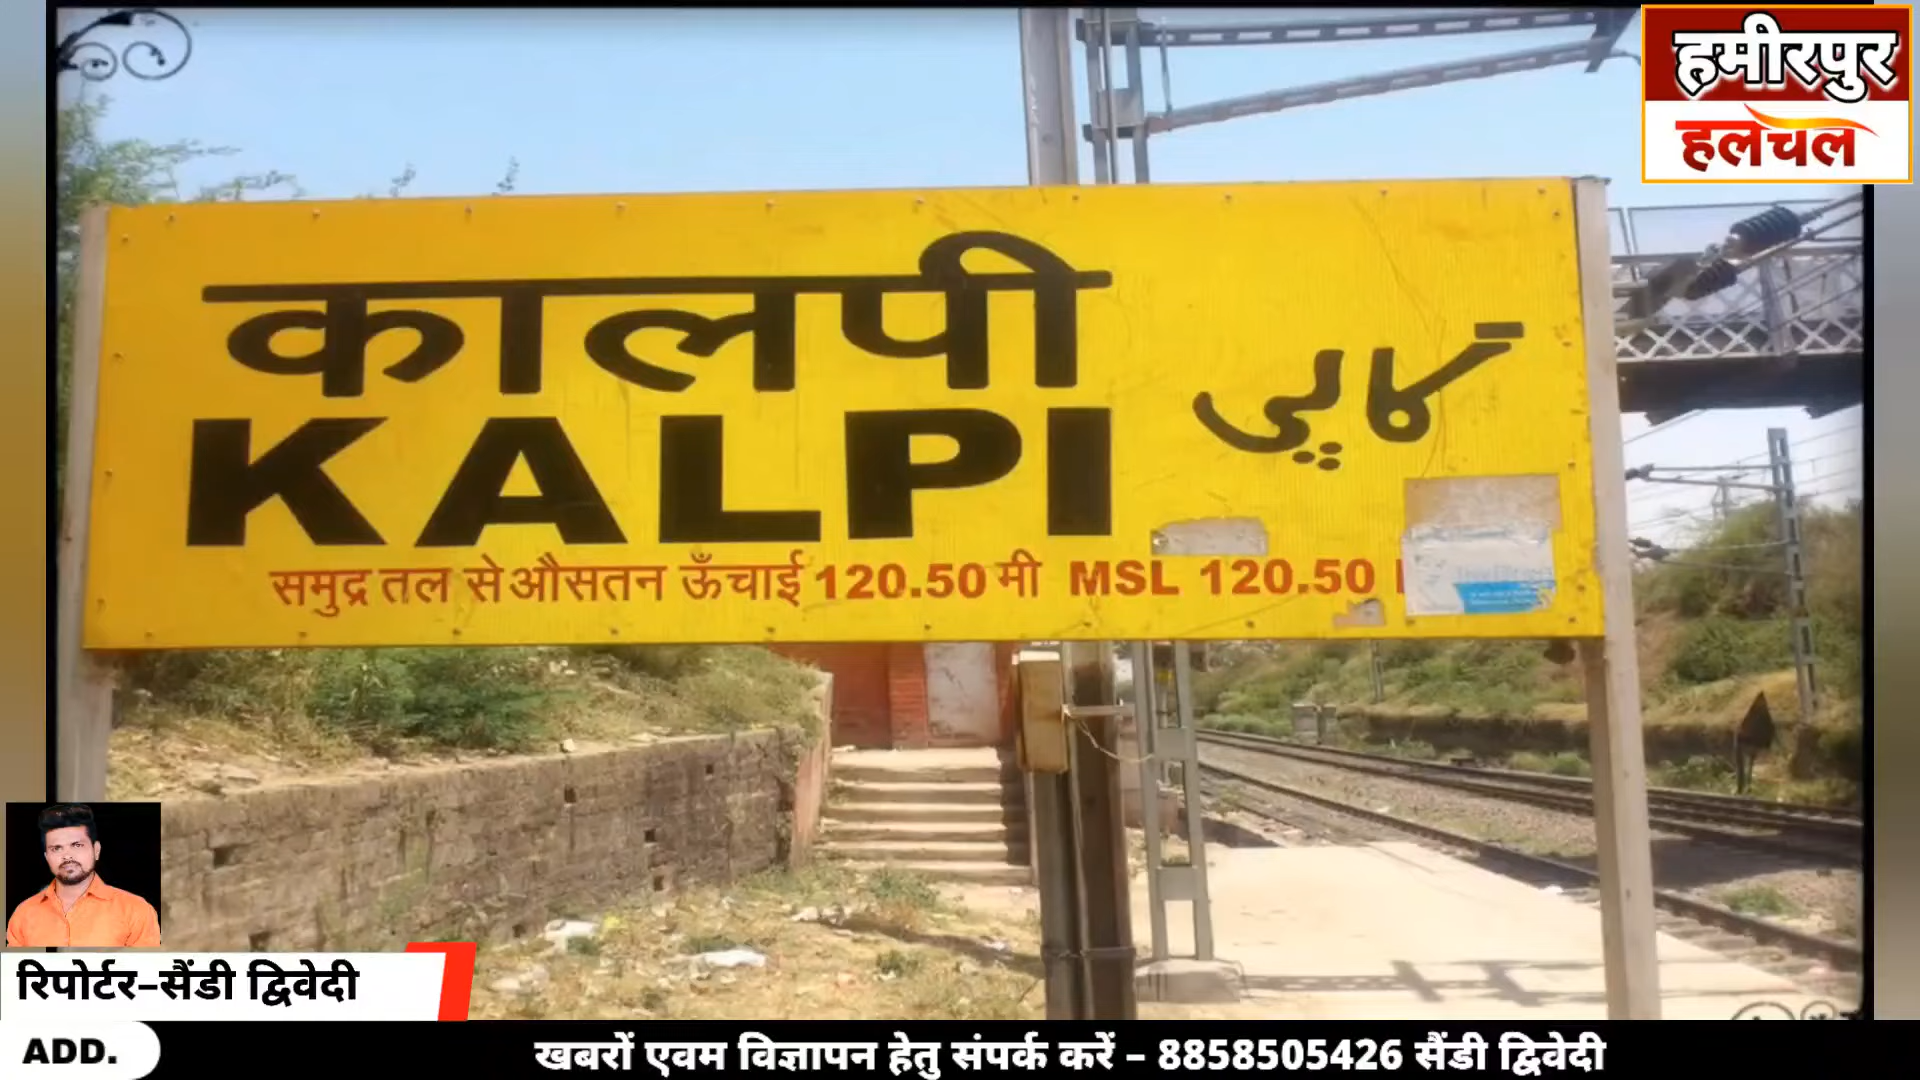 हमीरपुर
हलचल
कालपी
KALPI
کالپی
समुद्र तल से औसतन ऊँचाई 120.50 मी MSL 120.50
रिपोर्टर-सैंडी द्विवेदी
ADD.
खबरों एवम विज्ञापन हेतु संपर्क करें - 8858505426 सैंडी द्विवेदी